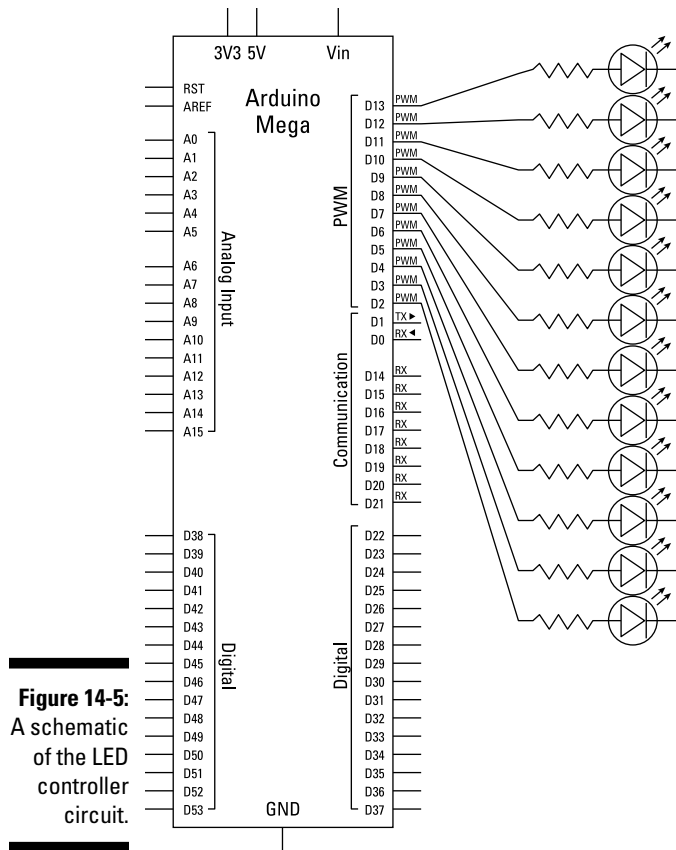 3V3 5V Vin
Arduino
Mega
RST
AREF
A0
A1
A2
A3
A4
A5
A6
A7
A8
A9
A10
A11
A12
A13
A14
A15
Analog Input
D38
D39
D40
D41
D42
D43
D44
D45
D46
D47
D48
D49
D50
D51
D52
D53
Digital
PWM
D13 PWM
D12 PWM
D11 PWM
D10 PWM
D9 PWM
D8 PWM
D7 PWM
D6 PWM
D5 PWM
D4 PWM
D3 PWM
D2 PWM
Communication
D1 TX ▶
D0 RX ◀
D14 RX
D15 RX
D16 RX
D17 RX
D18 RX
D19 RX
D20 RX
D21 RX
Digital
D22
D23
D24
D25
D26
D27
D28
D29
D30
D31
D32
D33
D34
D35
D36
D37
GND
Figure 14-5:
A schematic
of the LED
controller
circuit.